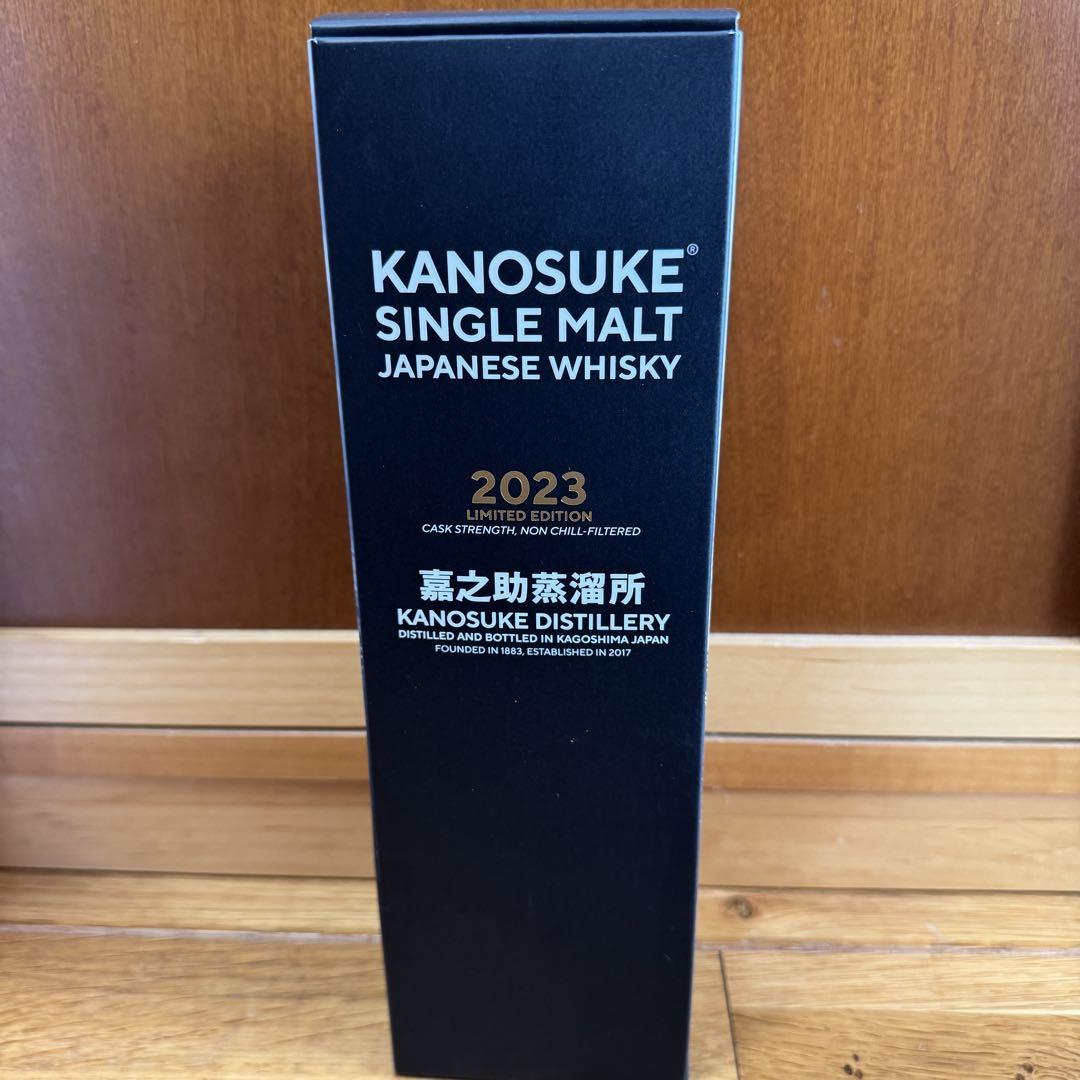 KANOSUKE®
SINGLE MALT
JAPANESE WHISKY
2023
LIMITED EDITION
CASK STRENGTH, NON CHILL-FILTERED
嘉之助蒸溜所
KANOSUKE DISTILLERY
DISTILLED AND BOTTLED IN KAGOSHIMA JAPAN
FOUNDED IN 1883, ESTABLISHED IN 2017